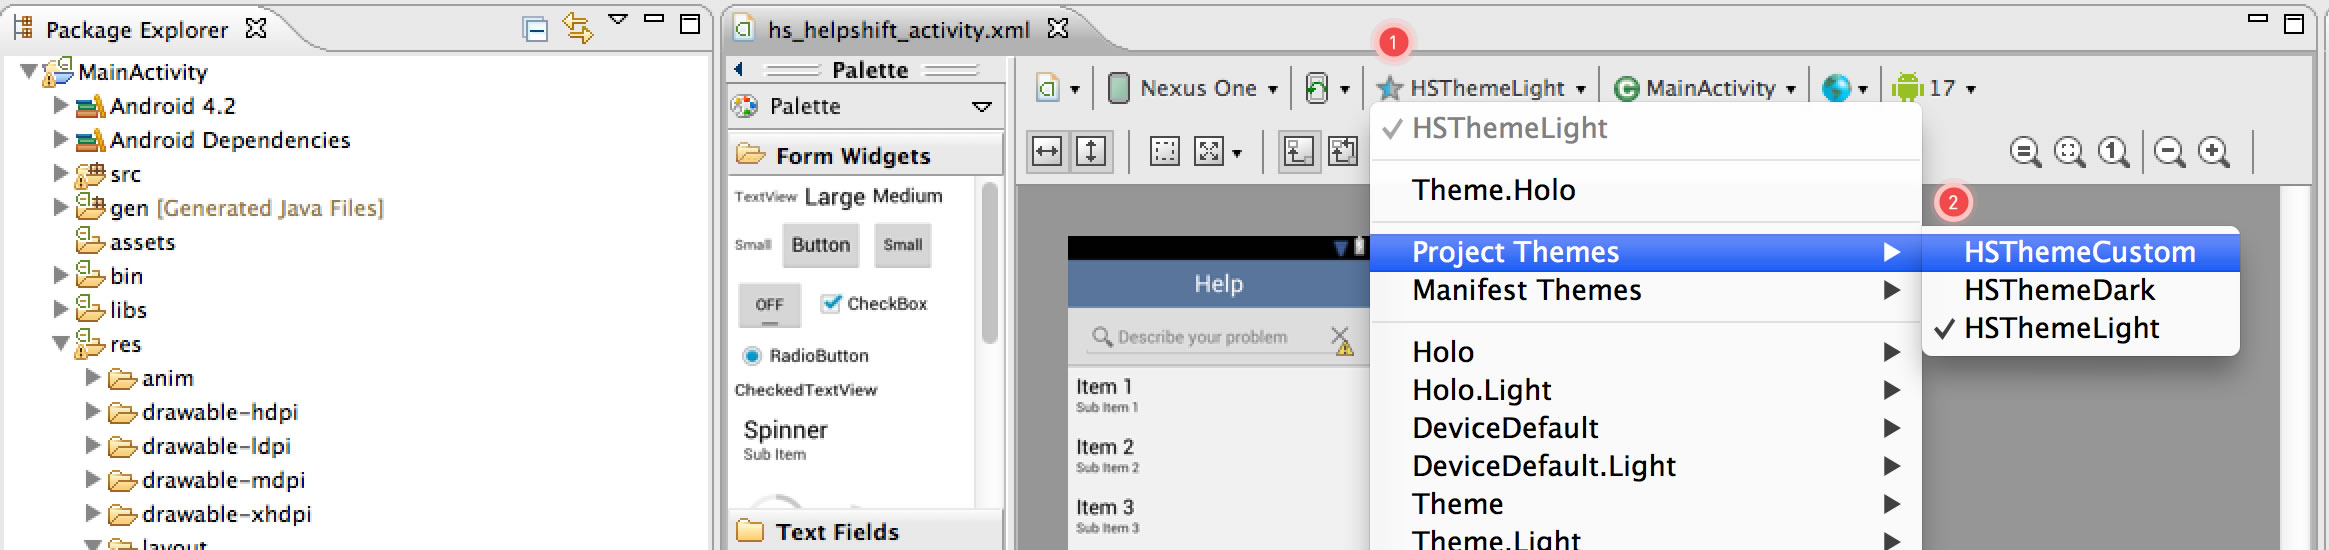 Package Explorer
MainActivity
Android 4.2
Android Dependencies
src
gen [Generated Java Files]
assets
bin
libs
res
anim
drawable-hdpi
drawable-ldpi
drawable-mdpi
drawable-xhdpi
layout
hs_helpshift_activity.xml
Palette
Palette
Form Widgets
TextView Large Medium
Small Button Small
OFF CheckBox
RadioButton
CheckedTextView
Spinner
Sub Item
Text Fields
1
Nexus One HSThemeLight MainActivity 17
Help
Describe your problem
Item 1
Sub Item 1
Item 2
Sub Item 2
Item 3
Sub Item 3
HSThemeLight
Theme.Holo
Project Themes
Manifest Themes
Holo
Holo.Light
DeviceDefault
DeviceDefault.Light
Theme
Theme.Light
2
HSThemeCustom
HSThemeDark
HSThemeLight